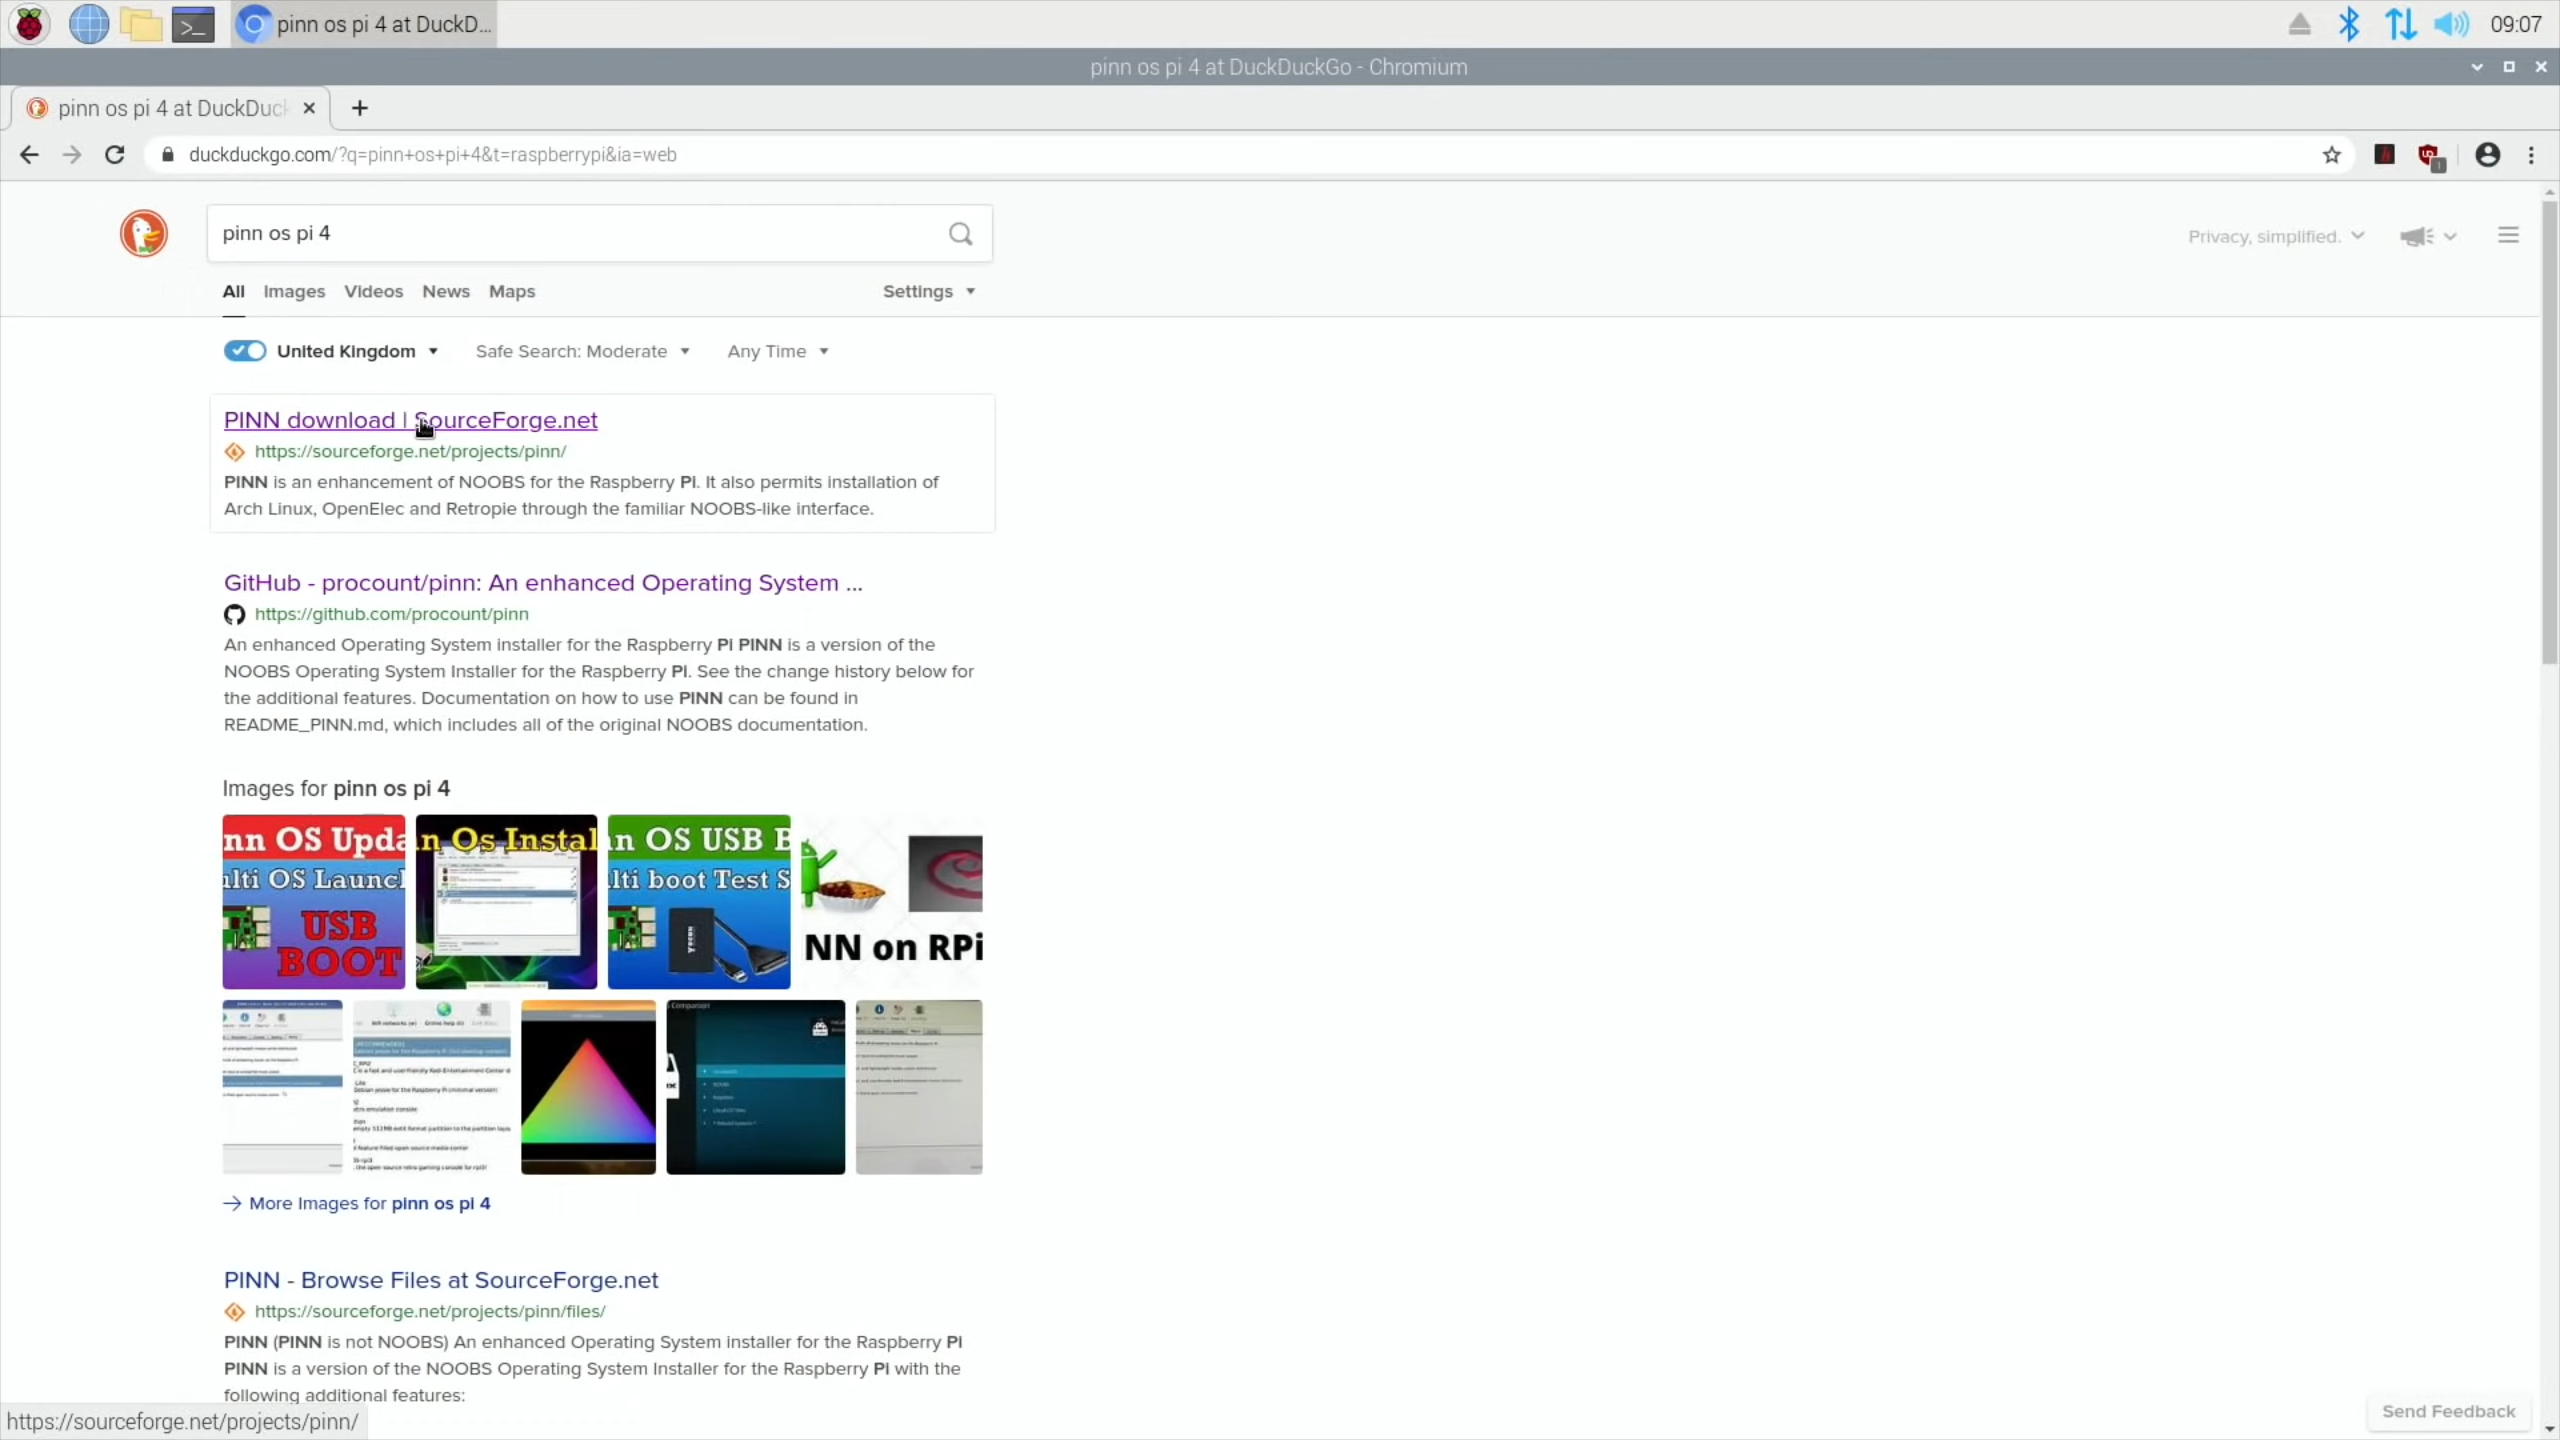 pinn os pi 4 at DuckD...
09:07
pinn os pi 4 at DuckDuckGo - Chromium
pinn os pi 4 at DuckDuck
duckduckgo.com/?q=pinn+os+pi+4&t=raspberrypi&ia=web
pinn os pi 4
Privacy, simplified.
All Images Videos News Maps Settings
United Kingdom Safe Search: Moderate Any Time
PINN download | SourceForge.net
https://sourceforge.net/projects/pinn/
PINN is an enhancement of NOOBS for the Raspberry Pi. It also permits installation of
Arch Linux, OpenElec and Retropie through the familiar NOOBS-like interface.
GitHub - procount/pinn: An enhanced Operating System ...
https://github.com/procount/pinn
An enhanced Operating System installer for the Raspberry Pi PINN is a version of the
NOOBS Operating System Installer for the Raspberry Pi. See the change history below for
the additional features. Documentation on how to use PINN can be found in
README_PINN.md, which includes all of the original NOOBS documentation.
Images for pinn os pi 4
nn OS Upda
ulti OS Launcl
USB
BOOT
n Os Instal
n OS USB B
lti boot Test S
NN on RPi
More Images for pinn os pi 4
PINN - Browse Files at SourceForge.net
https://sourceforge.net/projects/pinn/files/
PINN (PINN is not NOOBS) An enhanced Operating System installer for the Raspberry Pi
PINN is a version of the NOOBS Operating System Installer for the Raspberry Pi with the
following additional features:
https://sourceforge.net/projects/pinn/
Send Feedback